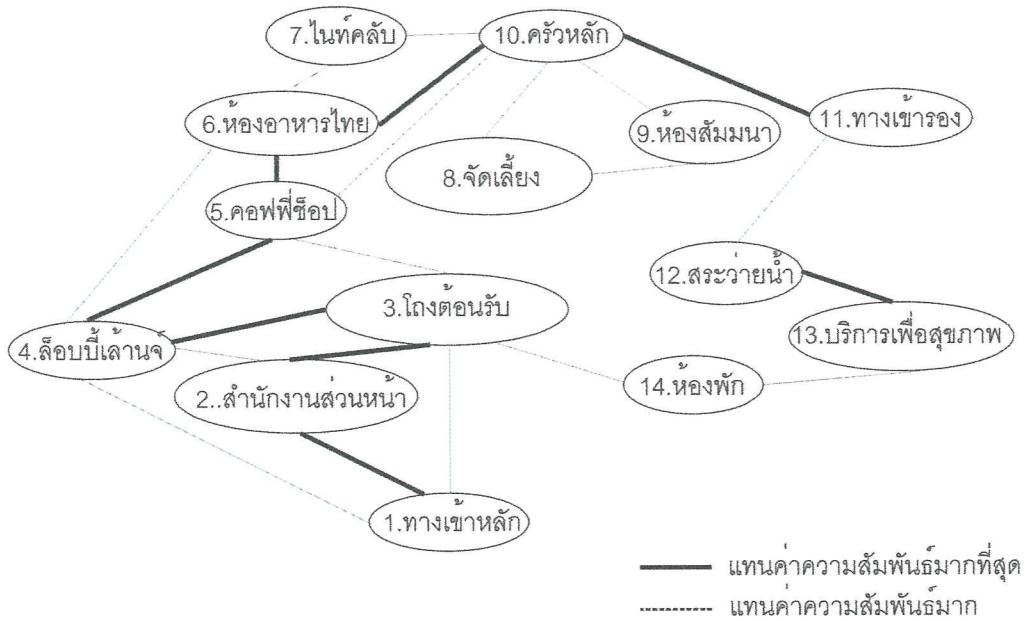 7.ไนท์คลับ
10.ครัวหลัก
6.ห้องอาหารไทย
11.ทางเข้ารอง
9.ห้องสัมมนา
8.จัดเลี้ยง
5.คอฟฟี่ช็อป
12.สระว่ายน้ำ
3.โถงต้อนรับ
13.บริการเพื่อสุขภาพ
4.ล็อบบี้เล้านจ์
14.ห้องพัก
2..สำนักงานส่วนหน้า
1.ทางเข้าหลัก
แทนค่าความสัมพันธ์มากที่สุด
แทนค่าความสัมพันธ์มาก